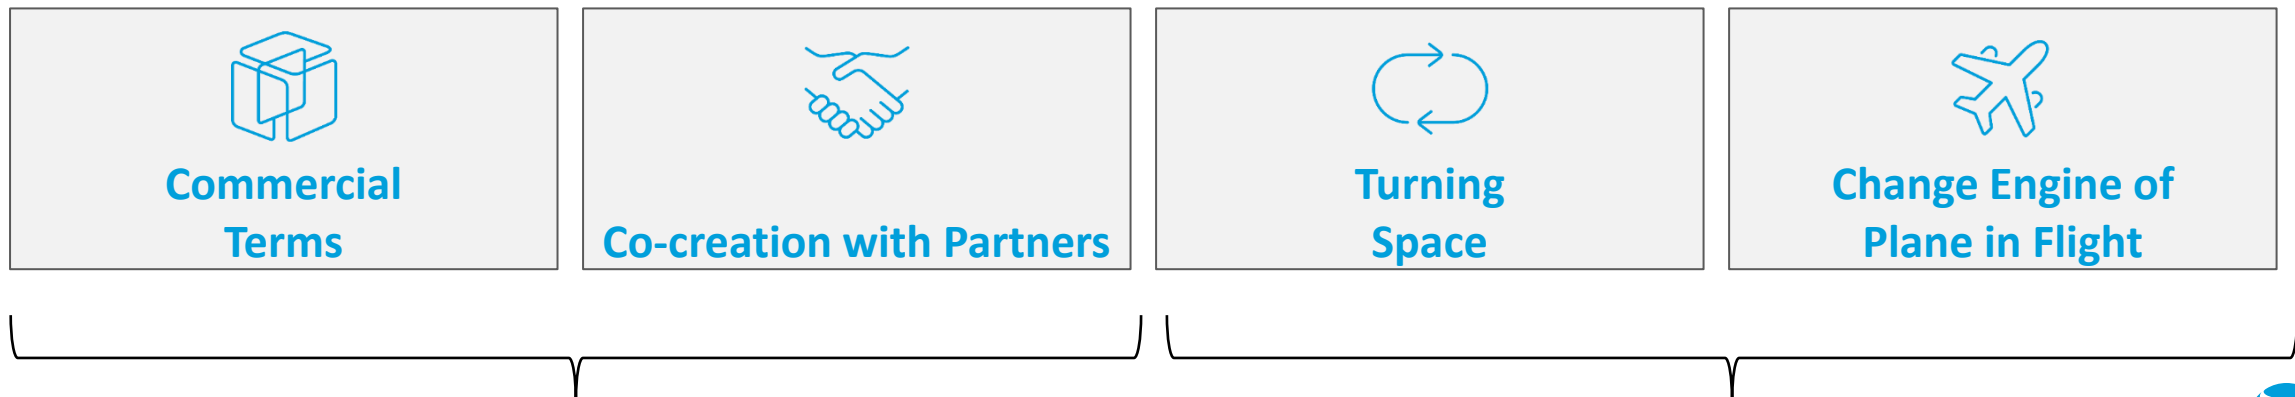 Commercial
Terms
Co-creation with Partners
Turning
Space
Change Engine of
Plane in Flight